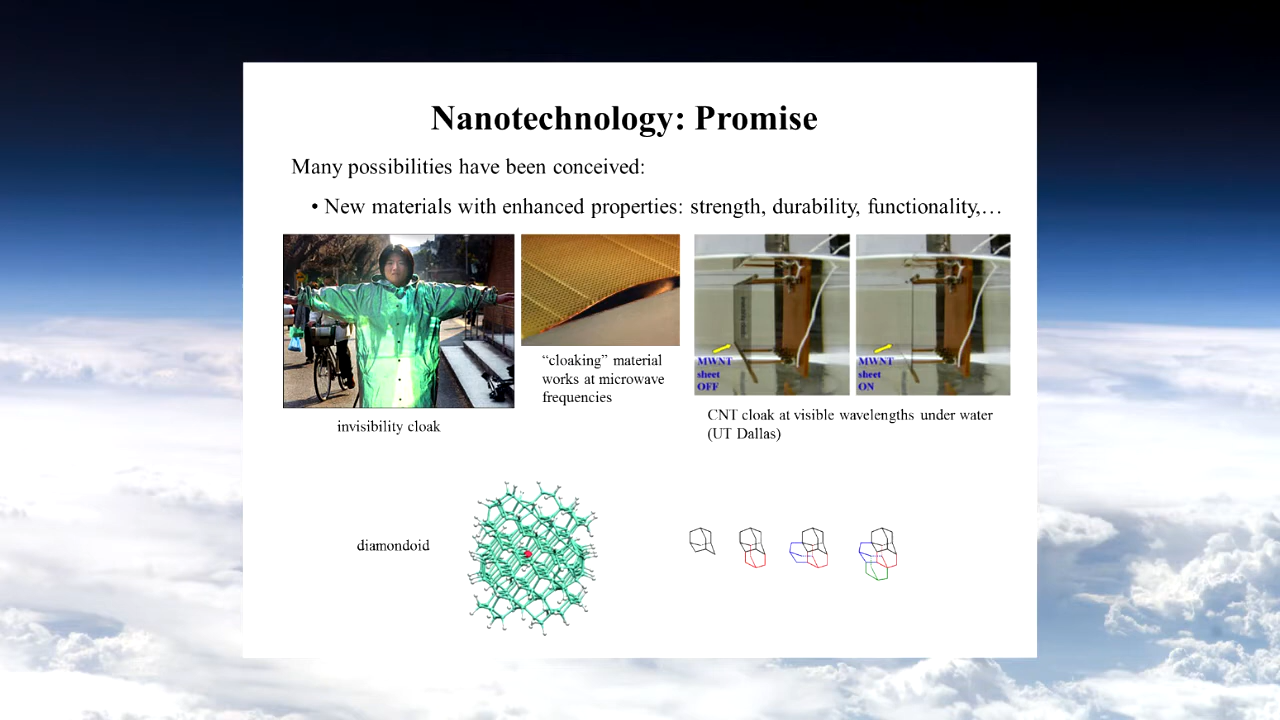 Nanotechnology: Promise
Many possibilities have been conceived:
• New materials with enhanced properties: strength, durability, functionality,…
MWNT
sheet
OFF
MWNT
sheet
ON
“cloaking” material
works at microwave
frequencies
invisibility cloak
CNT cloak at visible wavelengths under water
(UT Dallas)
diamondoid